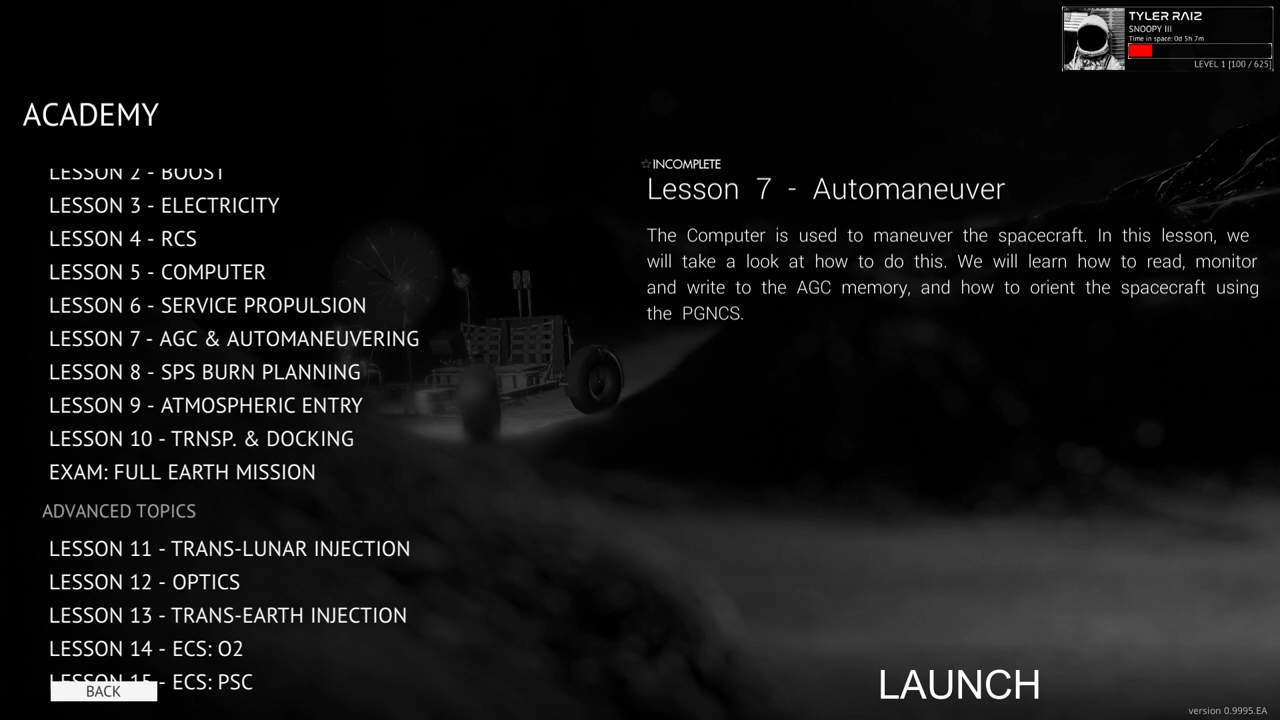 TYLER RAIZ
SNOOPY III
Time in space: 0d 5h 7m
LEVEL 1 [100 / 625]
ACADEMY
LESSON 2 - BOOST
LESSON 3 - ELECTRICITY
LESSON 4 - RCS
LESSON 5 - COMPUTER
LESSON 6 - SERVICE PROPULSION
LESSON 7 - AGC & AUTOMANEUVERING
LESSON 8 - SPS BURN PLANNING
LESSON 9 - ATMOSPHERIC ENTRY
LESSON 10 - TRNSP. & DOCKING
EXAM: FULL EARTH MISSION
ADVANCED TOPICS
LESSON 11 - TRANS-LUNAR INJECTION
LESSON 12 - OPTICS
LESSON 13 - TRANS-EARTH INJECTION
LESSON 14 - ECS: O2
LESSON 15 - ECS: PSC
BACK
☆INCOMPLETE
Lesson 7 - Automaneuver
The Computer is used to maneuver the spacecraft. In this lesson, we
will take a look at how to do this. We will learn how to read, monitor
and write to the AGC memory, and how to orient the spacecraft using
the PGNCS.
LAUNCH
version 0.9995.EA